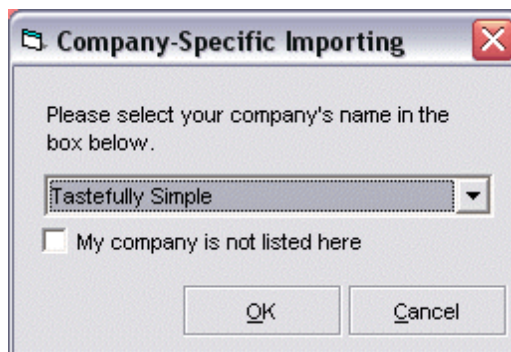 Company-Specific Importing
Please select your company's name in the
box below.
Tastefully Simple
My company is not listed here
OK
Cancel